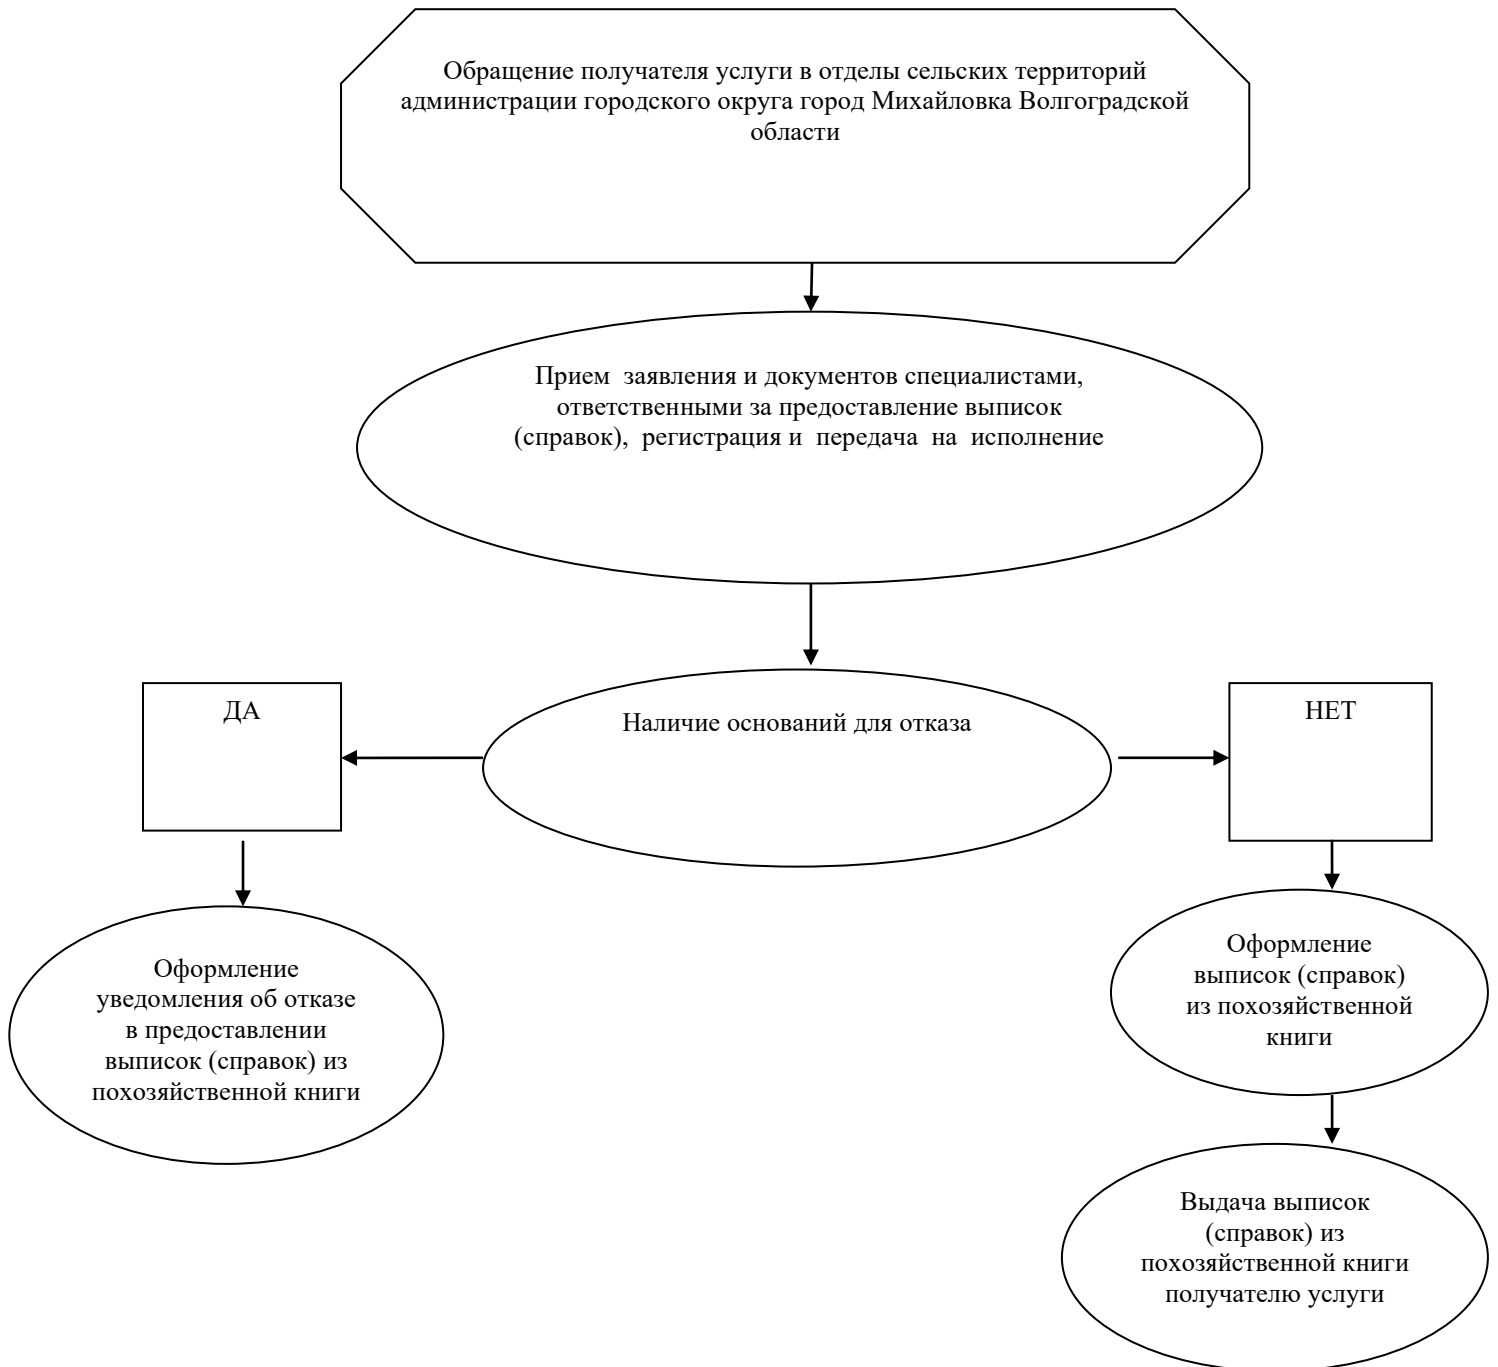 Обращение получателя услуги в отделы сельских территорий
администрации городского округа город Михайловка Волгоградской
области
Прием заявления и документов специалистами,
ответственными за предоставление выписок
(справок), регистрация и передача на исполнение
ДА
Наличие оснований для отказа
НЕТ
Оформление
уведомления об отказе
в предоставлении
выписок (справок) из
похозяйственной книги
Оформление
выписок (справок)
из похозяйственной
книги
Выдача выписок
(справок) из
похозяйственной книги
получателю услуги